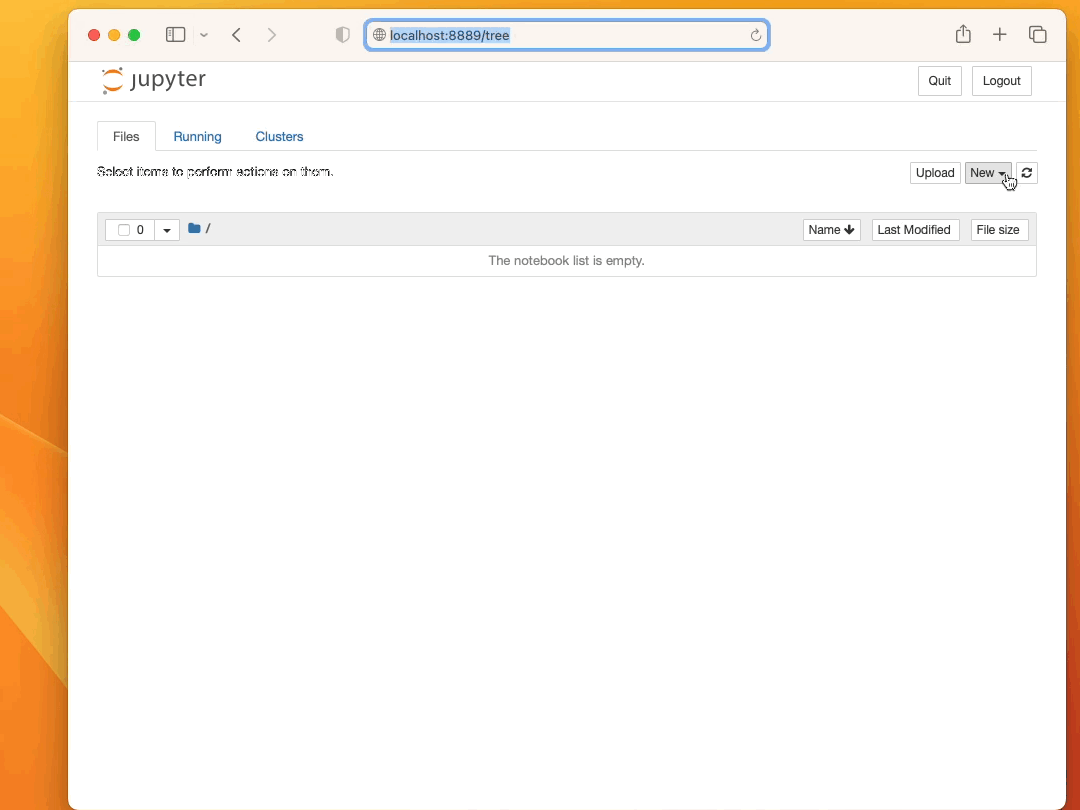 localhost:8889/tree
jupyter
Quit
Logout
Files
Running
Clusters
Select items to perform actions on them.
Upload
New
0
/
Name
Last Modified
File size
The notebook list is empty.